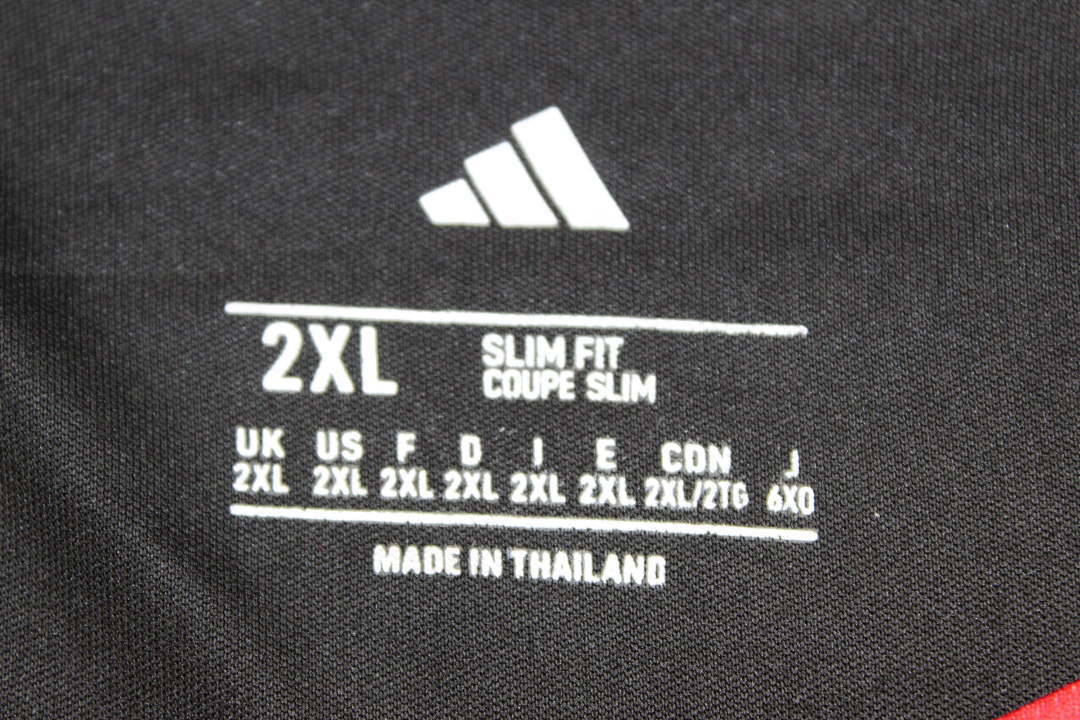 2XL
SLIM FIT
COUPE SLIM
UK US F D I E CDN J
2XL 2XL 2XL 2XL 2XL 2XL 2XL/2TG 6XO
MADE IN THAILAND